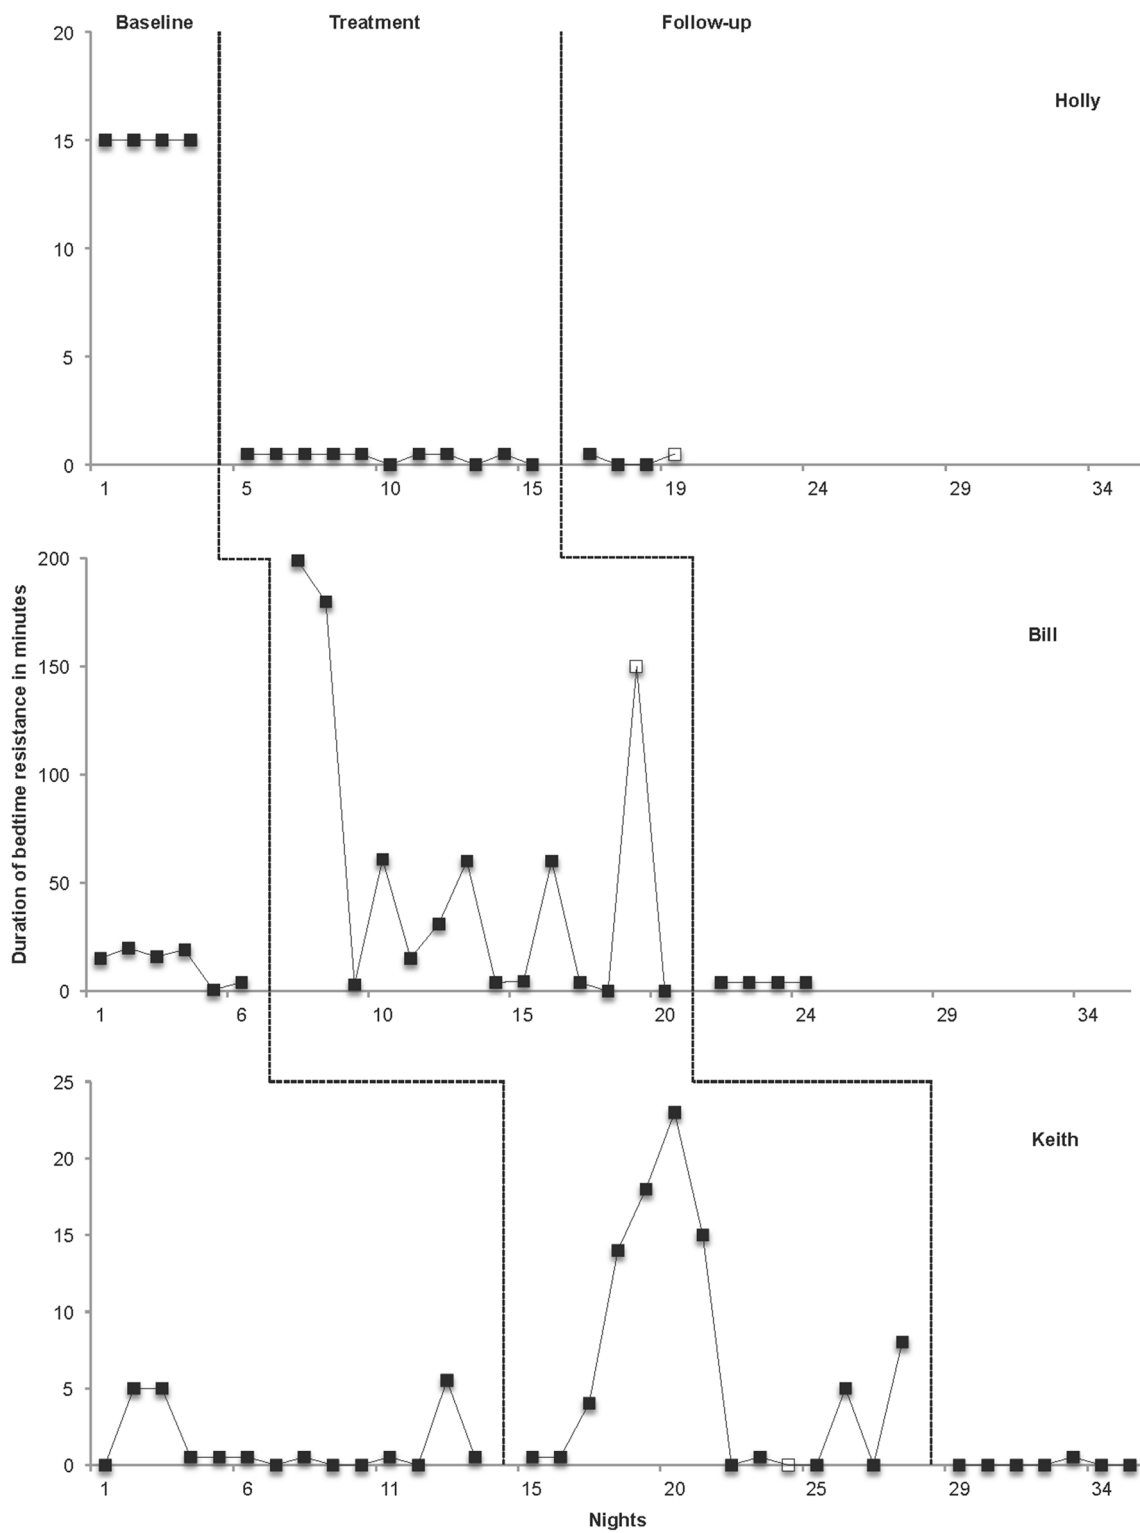 Baseline Treatment Follow-up
20
Holly
15
10
5
0
1 5 10 15 19 24 29 34
200
Bill
150
100
50
0
1 6 10 15 20 24 29 34
Duration of bedtime resistance in minutes
25
Keith
20
15
10
5
0
1 6 11 15 20 25 29 34
Nights